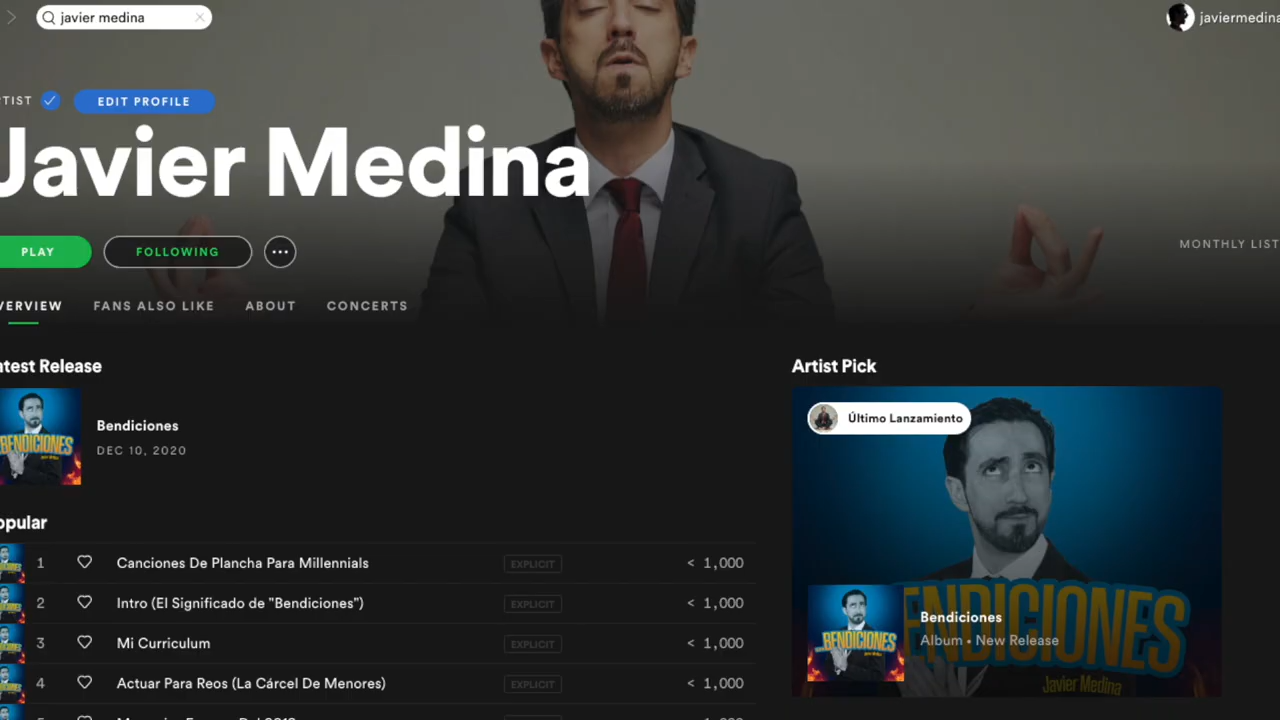 javier medina
javiermedina
TIST
EDIT PROFILE
Javier Medina
PLAY
FOLLOWING
MONTHLY LIST
VERVIEW
FANS ALSO LIKE
ABOUT
CONCERTS
atest Release
Artist Pick
BENDICIONES
Bendiciones
DEC 10, 2020
Último Lanzamiento
opular
1
Canciones De Plancha Para Millennials
EXPLICIT
< 1,000
2
Intro (El Significado de "Bendiciones")
EXPLICIT
< 1,000
3
Mi Curriculum
EXPLICIT
< 1,000
4
Actuar Para Reos (La Cárcel De Menores)
EXPLICIT
< 1,000
BENDICIONES
Bendiciones
Album • New Release
ENDICIONES
Javier Medina